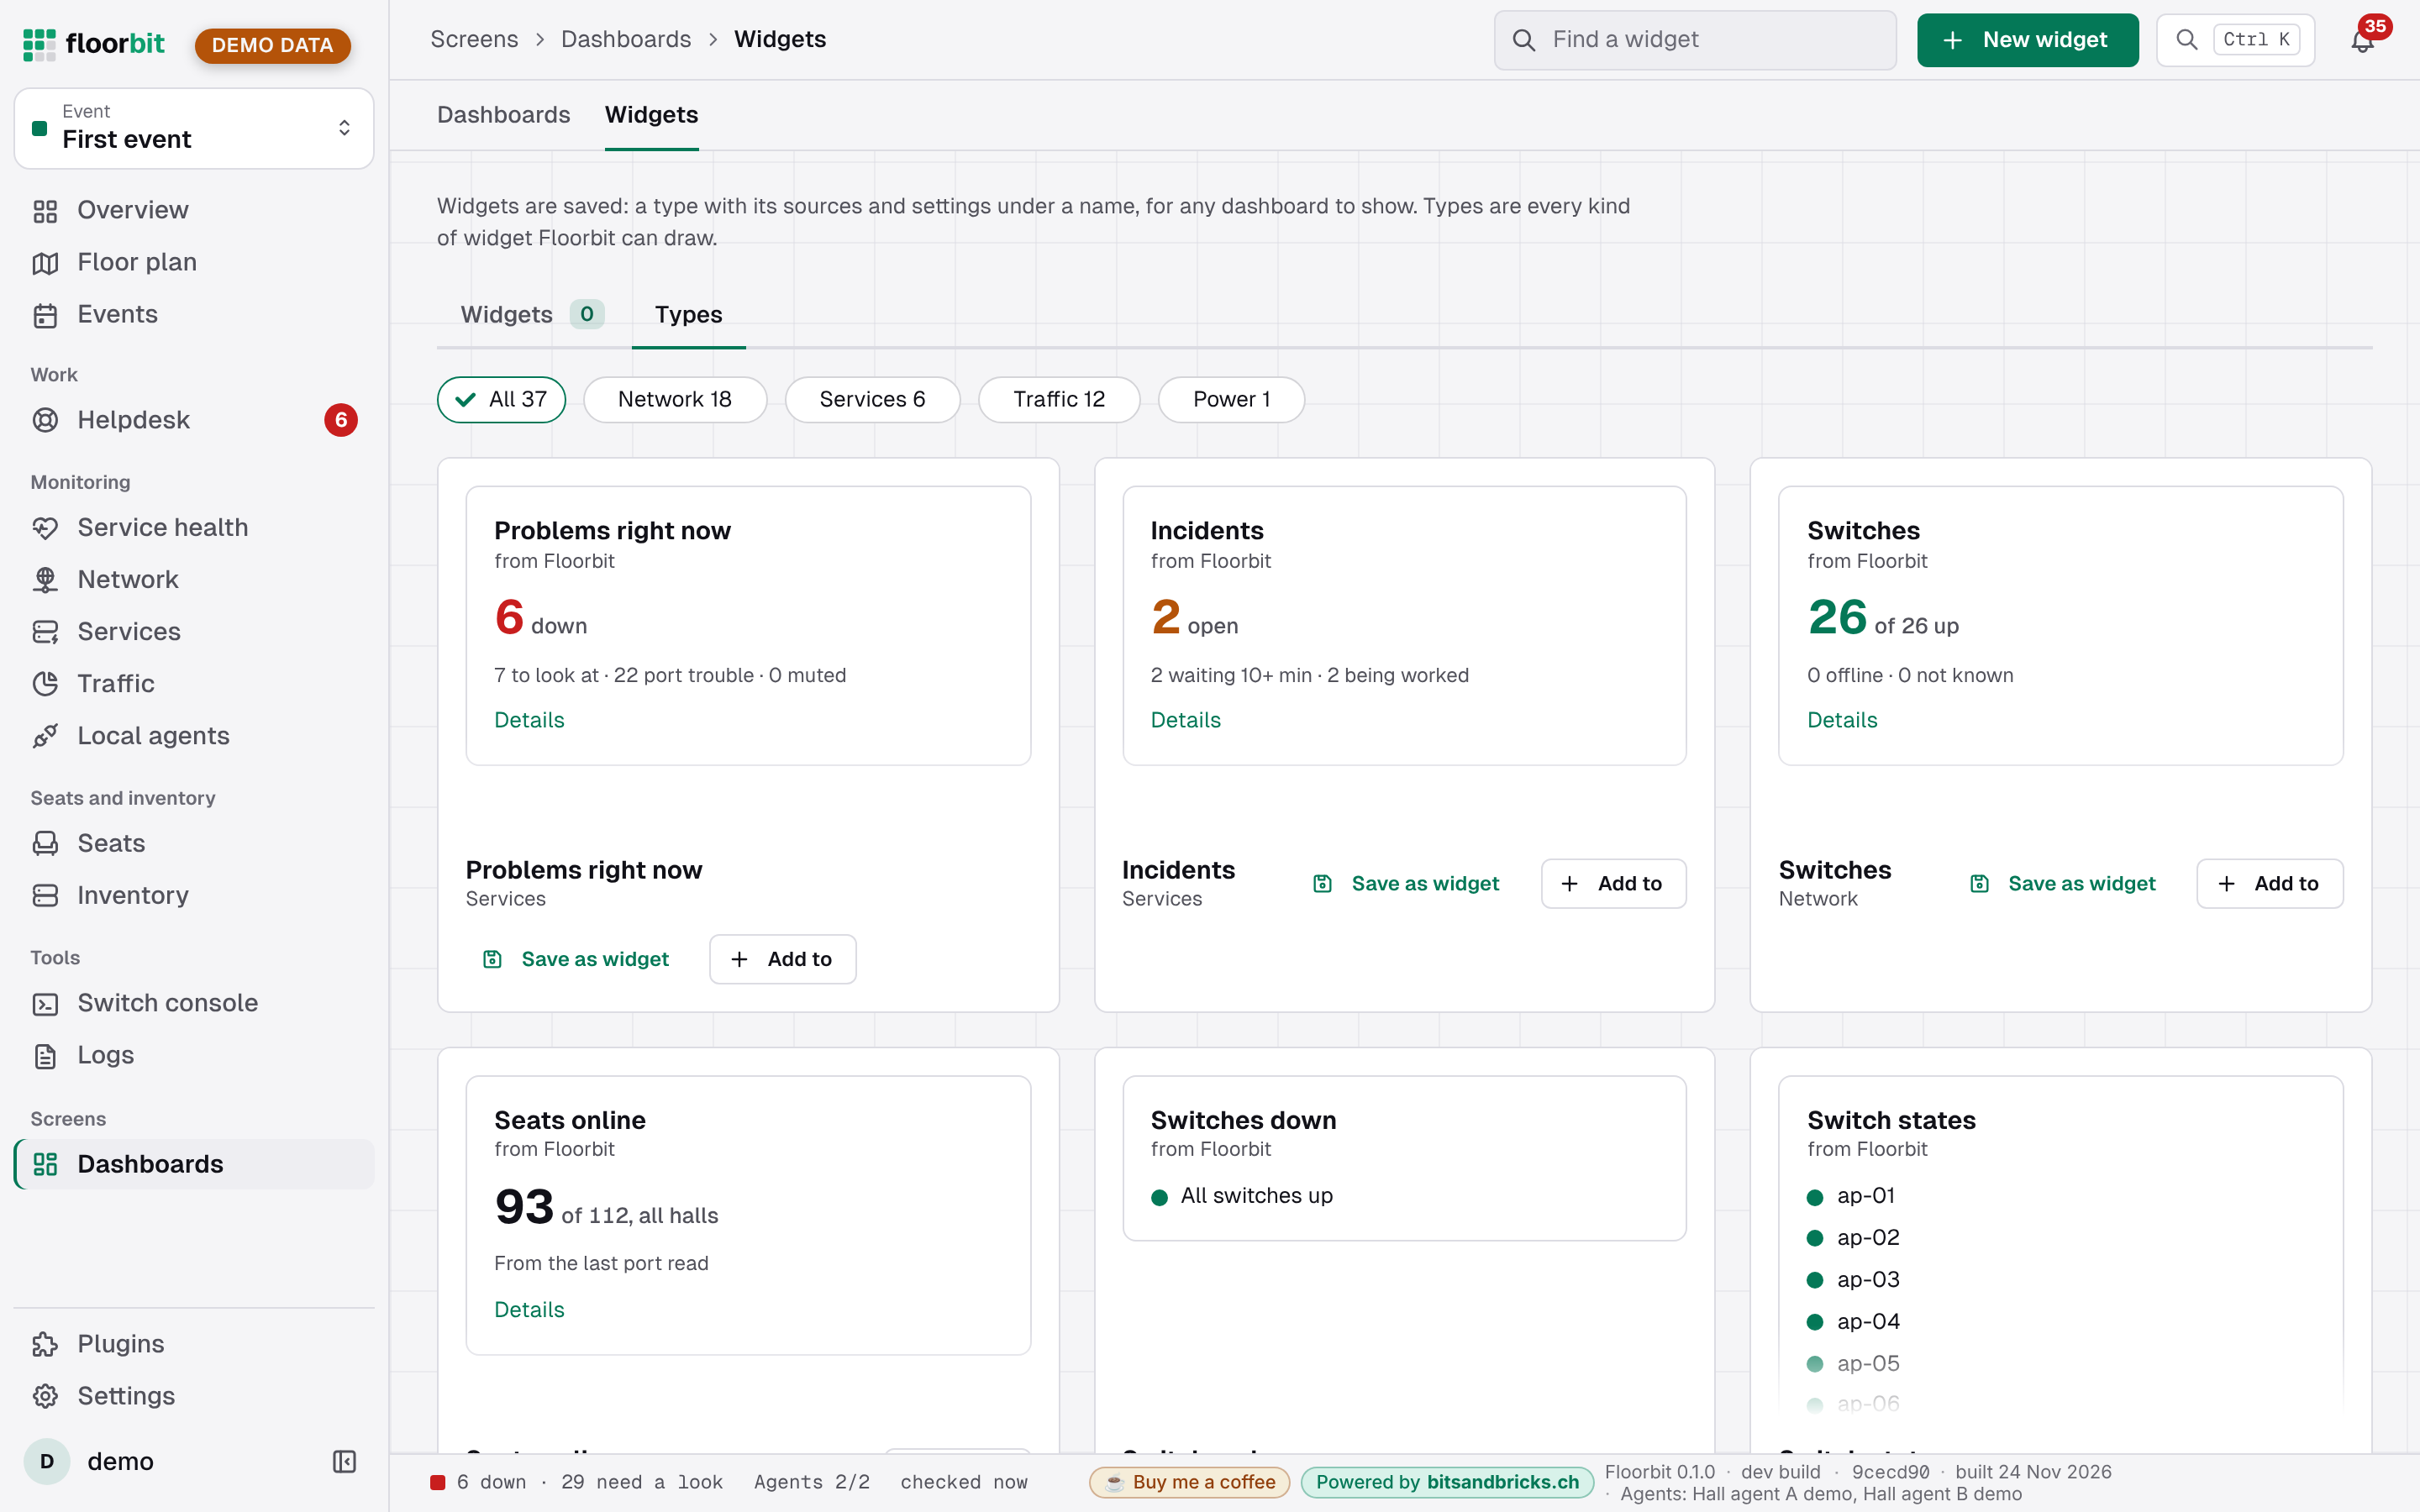 floorbit
DEMO DATA
Event
First event
Overview
Floor plan
Events
Work
Helpdesk
6
Monitoring
Service health
Network
Services
Traffic
Local agents
Seats and inventory
Seats
Inventory
Tools
Switch console
Logs
Screens
Dashboards
Plugins
Settings
D
demo
Screens > Dashboards > Widgets
Find a widget
New widget
Ctrl K
35
Dashboards
Widgets
Widgets are saved: a type with its sources and settings under a name, for any dashboard to show. Types are every kind
of widget Floorbit can draw.
Widgets 0
Types
All 37
Network 18
Services 6
Traffic 12
Power 1
Problems right now
from Floorbit
6 down
7 to look at · 22 port trouble · 0 muted
Details
Problems right now
Services
Save as widget
Add to
Incidents
from Floorbit
2 open
2 waiting 10+ min · 2 being worked
Details
Incidents
Services
Save as widget
Add to
Switches
from Floorbit
26 of 26 up
0 offline · 0 not known
Details
Switches
Network
Save as widget
Add to
Seats online
from Floorbit
93 of 112, all halls
From the last port read
Details
Switches down
from Floorbit
All switches up
Switch states
from Floorbit
ap-01
ap-02
ap-03
ap-04
ap-05
ap-06
6 down · 29 need a look
Agents 2/2
checked now
Buy me a coffee
Powered by bitsandbricks.ch
Floorbit 0.1.0 · dev build · 9cecd90 · built 24 Nov 2026
· Agents: Hall agent A demo, Hall agent B demo